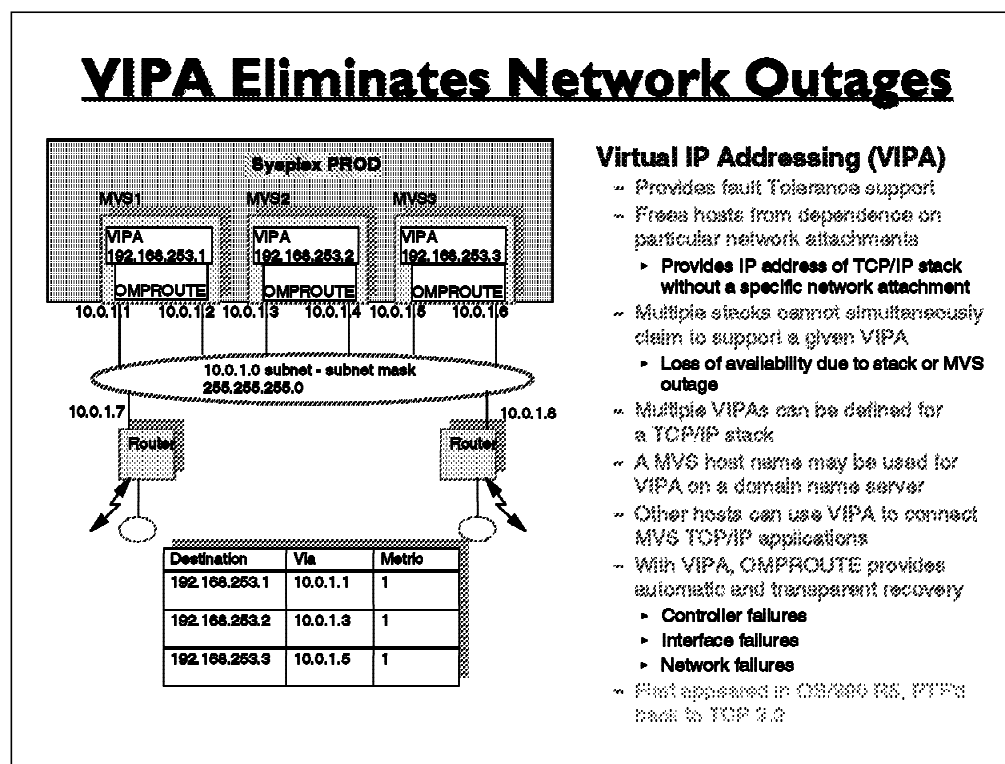 VIPA Eliminates Network Outages
Sysplex PROD
MVS1 MVS2 MVS3
VIPA
192.168.253.1
VIPA
192.168.253.2
VIPA
192.168.253.3
OMPROUTE OMPROUTE OMPROUTE
10.0.1.1 10.0.1.2 10.0.1.3 10.0.1.4 10.0.1.5 10.0.1.6
10.0.1.0 subnet - subnet mask
255.255.255.0
10.0.1.7 10.0.1.8
Router Router
Destination Via Metric
192.168.253.1 10.0.1.1 1
192.168.253.2 10.0.1.3 1
192.168.253.3 10.0.1.5 1
Virtual IP Addressing (VIPA)
~ Provides fault Tolerance support
~ Frees hosts from dependence on
particular network attachments
▸ Provides IP address of TCP/IP stack
without a specific network attachment
~ Multiple stacks cannot simultaneously
claim to support a given VIPA
▸ Loss of availability due to stack or MVS
outage
~ Multiple VIPAs can be defined for
a TCP/IP stack
~ A MVS host name may be used for
VIPA on a domain name server
~ Other hosts can use VIPA to connect
MVS TCP/IP applications
~ With VIPA, OMPROUTE provides
automatic and transparent recovery
▸ Controller failures
▸ Interface failures
▸ Network failures
~ First appeared in OS/390 PTF'd
back to TCP